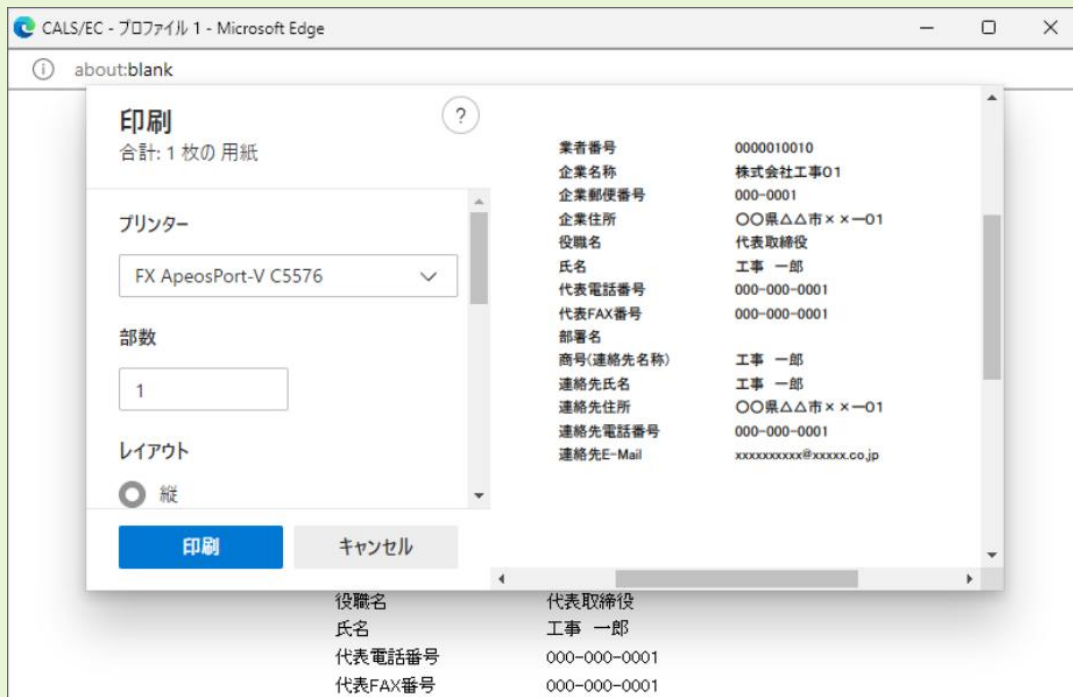 CALS/EC - プロファイル 1 - Microsoft Edge
about:blank
印刷
?
合計: 1 枚の 用紙
プリンター
FX ApeosPort-V C5576
部数
1
レイアウト
縦
印刷 キャンセル
業者番号 0000010010
企業名称 株式会社工事01
企業郵便番号 000-0001
企業住所 〇〇県△△市××ー01
役職名 代表取締役
氏名 工事 一郎
代表電話番号 000-000-0001
代表FAX番号 000-000-0001
部署名
商号(連絡先名称) 工事 一郎
連絡先氏名 工事 一郎
連絡先住所 〇〇県△△市××ー01
連絡先電話番号 000-000-0001
連絡先E-Mail xxxxxxxxxx@xxxxx.co.jp
役職名 代表取締役
氏名 工事 一郎
代表電話番号 000-000-0001
代表FAX番号 000-000-0001